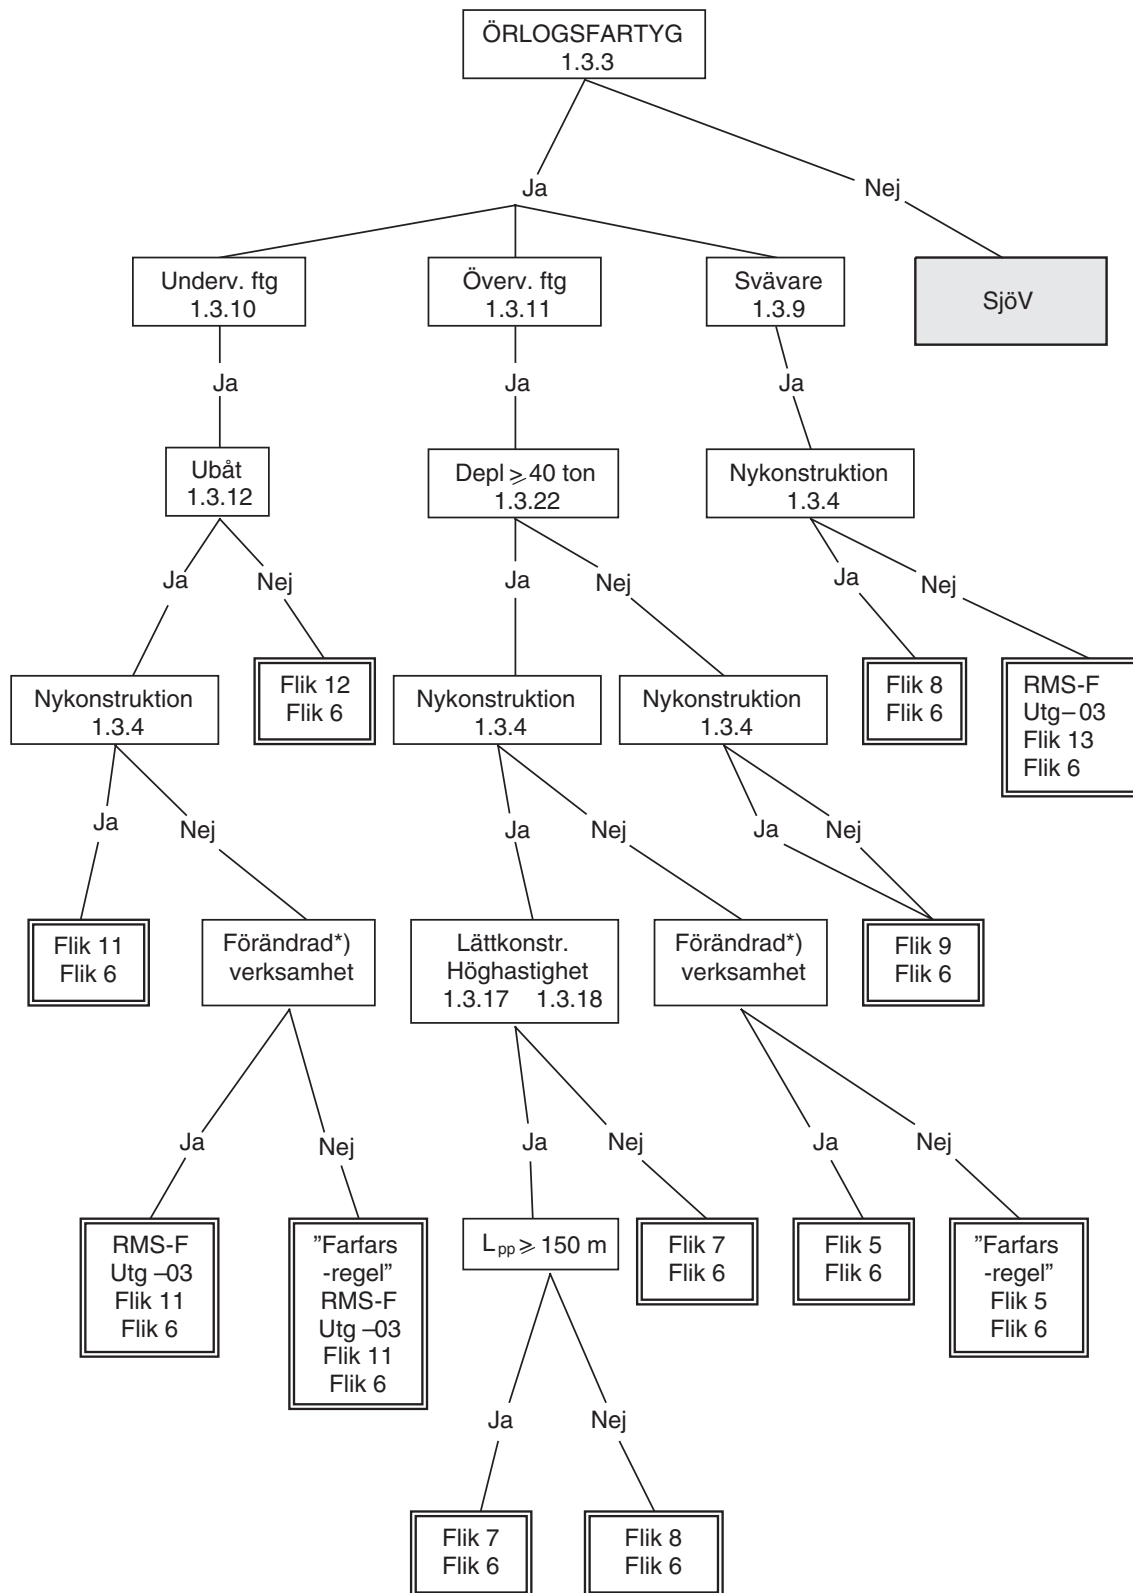 ÖRLOGSFARTYG
1.3.3
Ja
Nej
Underv. ftg
1.3.10
Överv. ftg
1.3.11
Svävare
1.3.9
SjöV
Ja
Ja
Ja
Ubåt
1.3.12
Depl ⩾ 40 ton
1.3.22
Nykonstruktion
1.3.4
Ja
Nej
Ja
Nej
Ja
Nej
Nykonstruktion
1.3.4
Flik 12
Flik 6
Nykonstruktion
1.3.4
Nykonstruktion
1.3.4
Flik 8
Flik 6
RMS-F
Utg–03
Flik 13
Flik 6
Ja
Nej
Ja
Nej
Ja
Nej
Flik 11
Flik 6
Förändrad*)
verksamhet
Lättkonstr.
Höghastighet
1.3.17 1.3.18
Förändrad*)
verksamhet
Flik 9
Flik 6
Ja
Nej
Ja
Nej
Ja
Nej
RMS-F
Utg –03
Flik 11
Flik 6
”Farfars
-regel”
RMS-F
Utg –03
Flik 11
Flik 6
Lpp ⩾ 150 m
Flik 7
Flik 6
Flik 5
Flik 6
”Farfars
-regel”
Flik 5
Flik 6
Ja
Nej
Flik 7
Flik 6
Flik 8
Flik 6